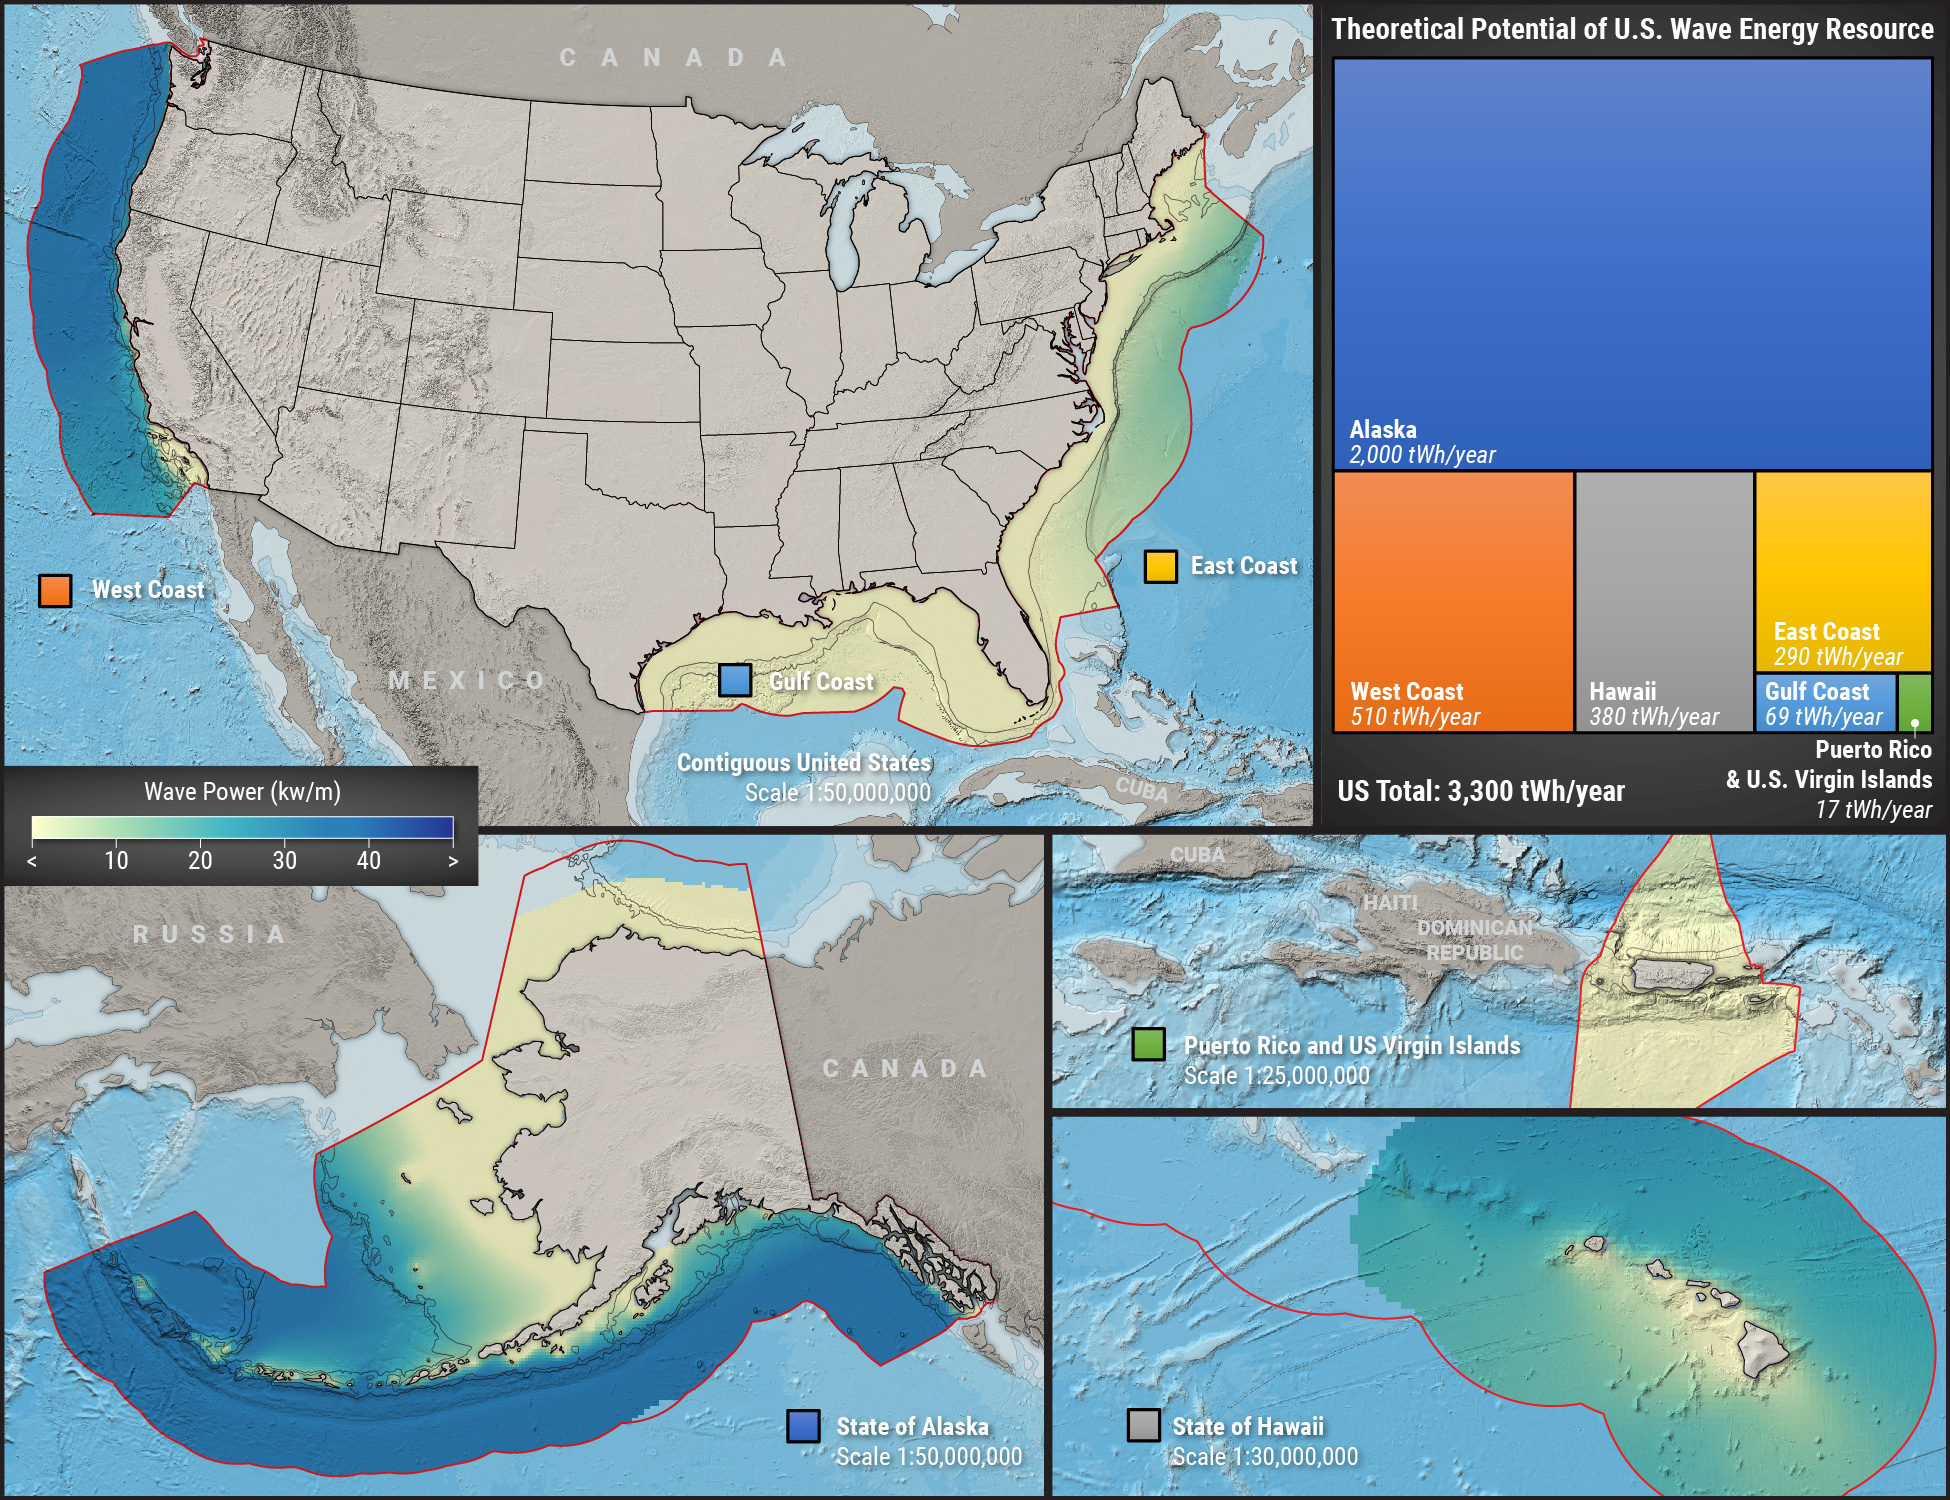 CANADA
West Coast
MEXICO
Gulf Coast
East Coast
Contiguous United States
Scale 1:50,000,000
CUBA
Theoretical Potential of U.S. Wave Energy Resource
Alaska
2,000 tWh/year
West Coast
510 tWh/year
Hawaii
380 tWh/year
East Coast
290 tWh/year
Gulf Coast
69 tWh/year
Puerto Rico
& U.S. Virgin Islands
17 tWh/year
US Total: 3,300 tWh/year
Wave Power (kw/m)
< 10 20 30 40 >
RUSSIA
CANADA
State of Alaska
Scale 1:50,000,000
CUBA
HAITI
DOMINICAN
REPUBLIC
Puerto Rico and US Virgin Islands
Scale 1:25,000,000
State of Hawaii
Scale 1:30,000,000